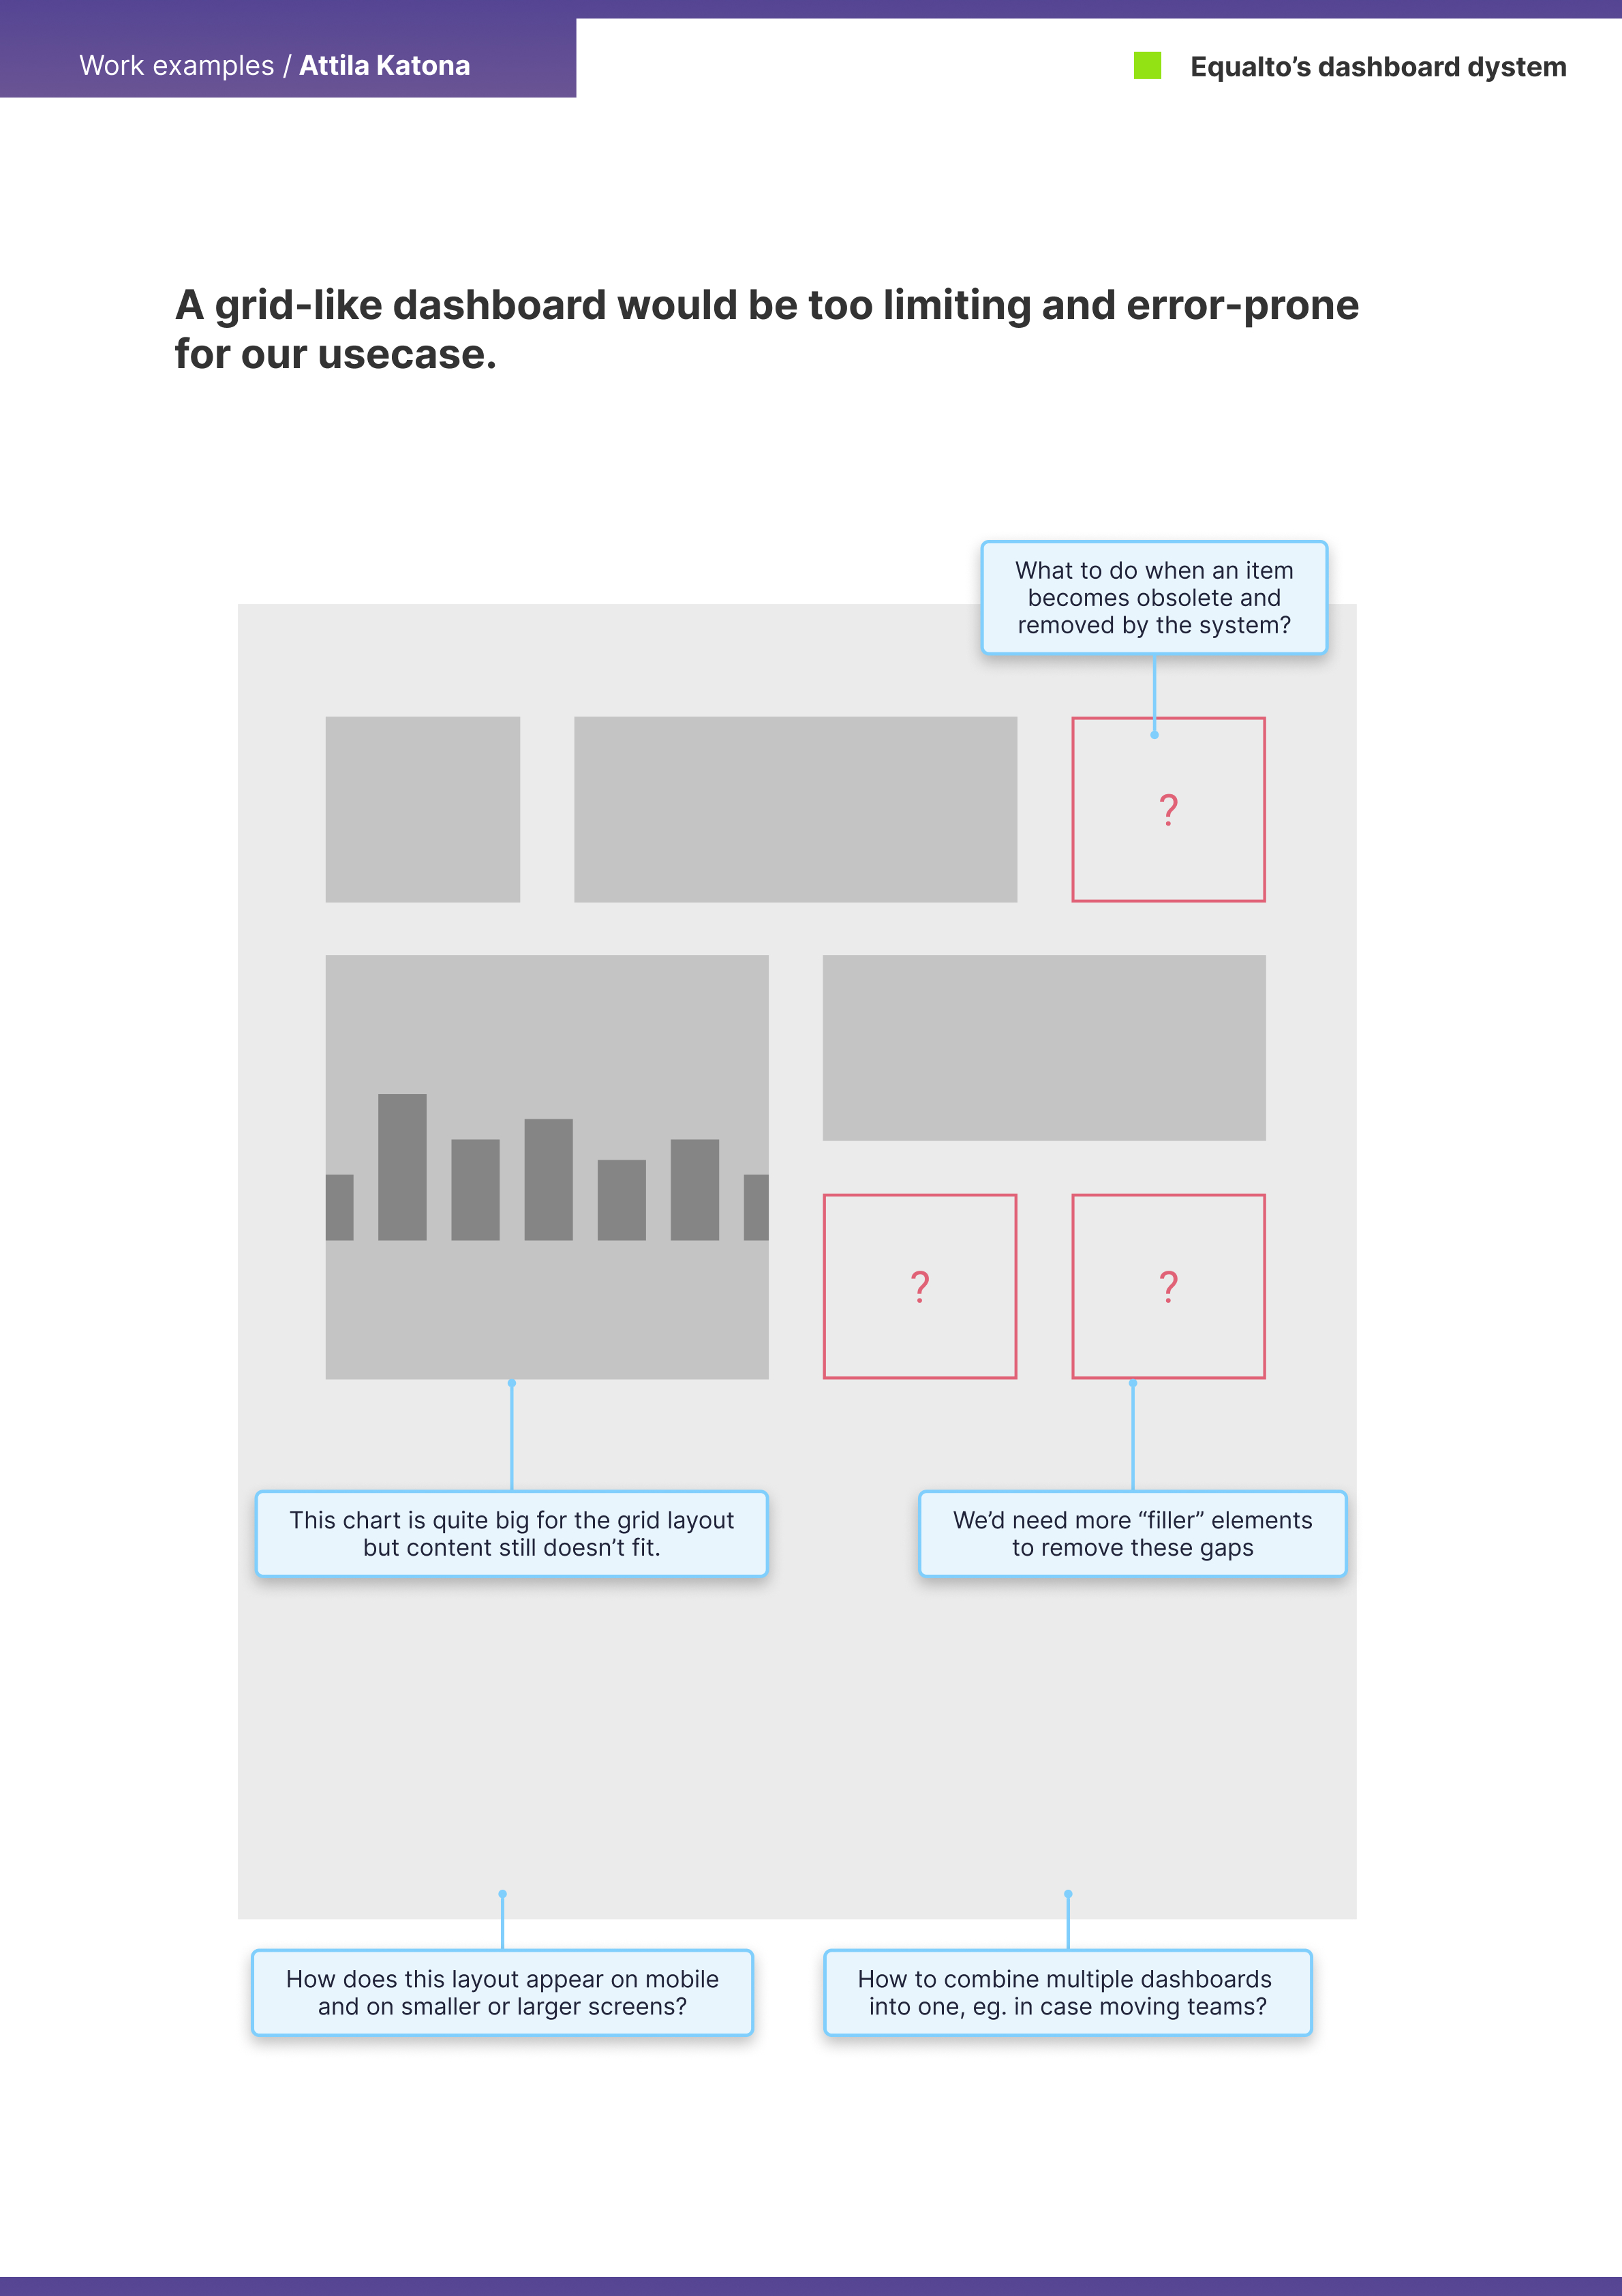 Work examples / Attila Katona
Equalto’s dashboard dystem
A grid-like dashboard would be too limiting and error-prone
for our usecase.
What to do when an item
becomes obsolete and
removed by the system?
?
?
?
This chart is quite big for the grid layout
but content still doesn’t fit.
We’d need more “filler” elements
to remove these gaps
How does this layout appear on mobile
and on smaller or larger screens?
How to combine multiple dashboards
into one, eg. in case moving teams?